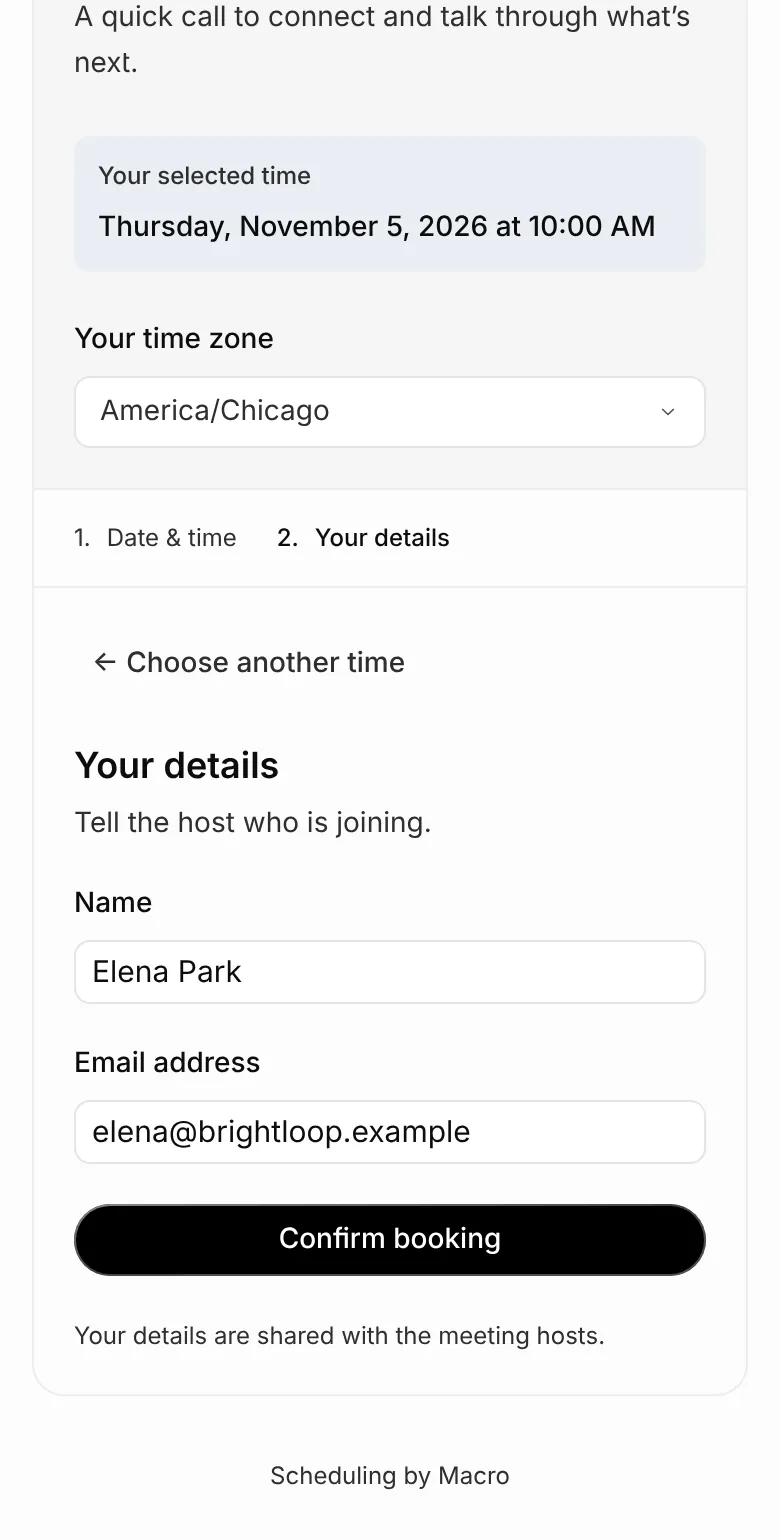 A quick call to connect and talk through what’s
next.
Your selected time
Thursday, November 5, 2026 at 10:00 AM
Your time zone
America/Chicago
1. Date & time 2. Your details
← Choose another time
Your details
Tell the host who is joining.
Name
Elena Park
Email address
elena@brightloop.example
Confirm booking
Your details are shared with the meeting hosts.
Scheduling by Macro